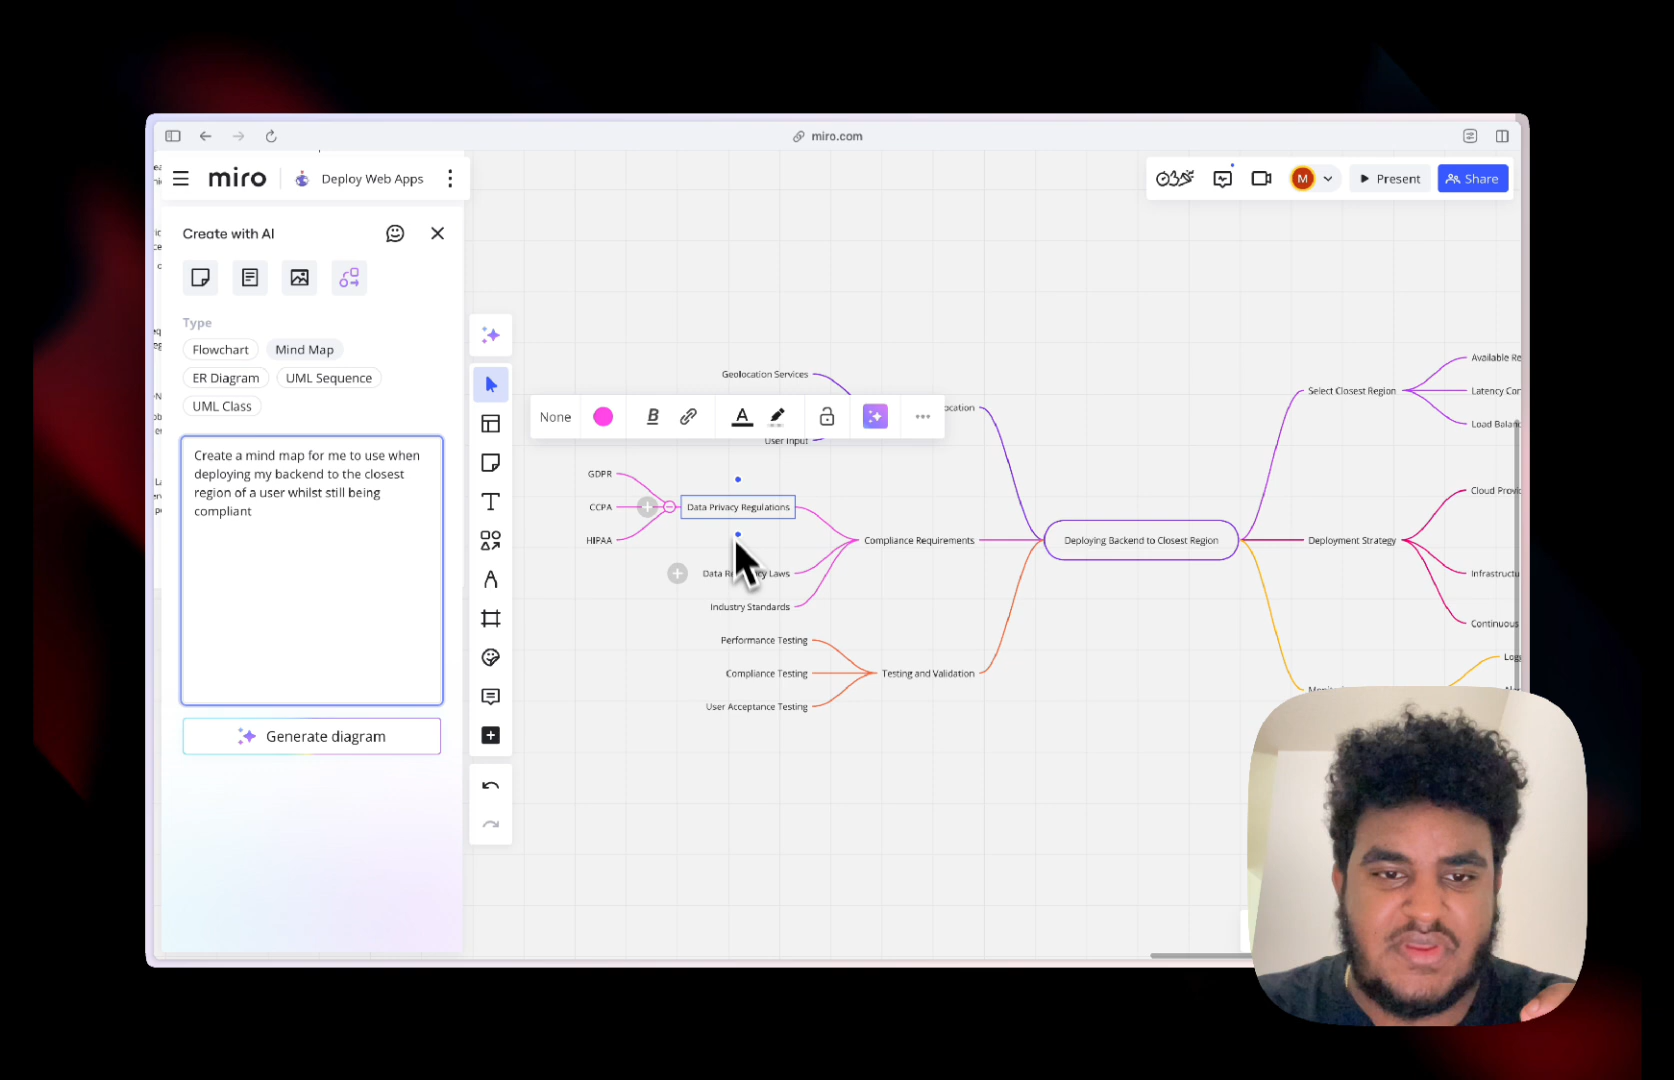 miro.com
miro
Deploy Web Apps
M
Present
Share
Create with AI
Type
Flowchart
Mind Map
ER Diagram
UML Sequence
UML Class
Create a mind map for me to use when
deploying my backend to the closest
region of a user whilst still being
compliant
Generate diagram
None
B
A
Geolocation Services
User Input
GDPR
CCPA
HIPAA
Data Privacy Regulations
Laws
Industry Standards
Compliance Requirements
Performance Testing
Compliance Testing
User Acceptance Testing
Testing and Validation
Deploying Backend to Closest Region
Select Closest Region
Available
Latency
Deployment Strategy
Cloud
Continuous